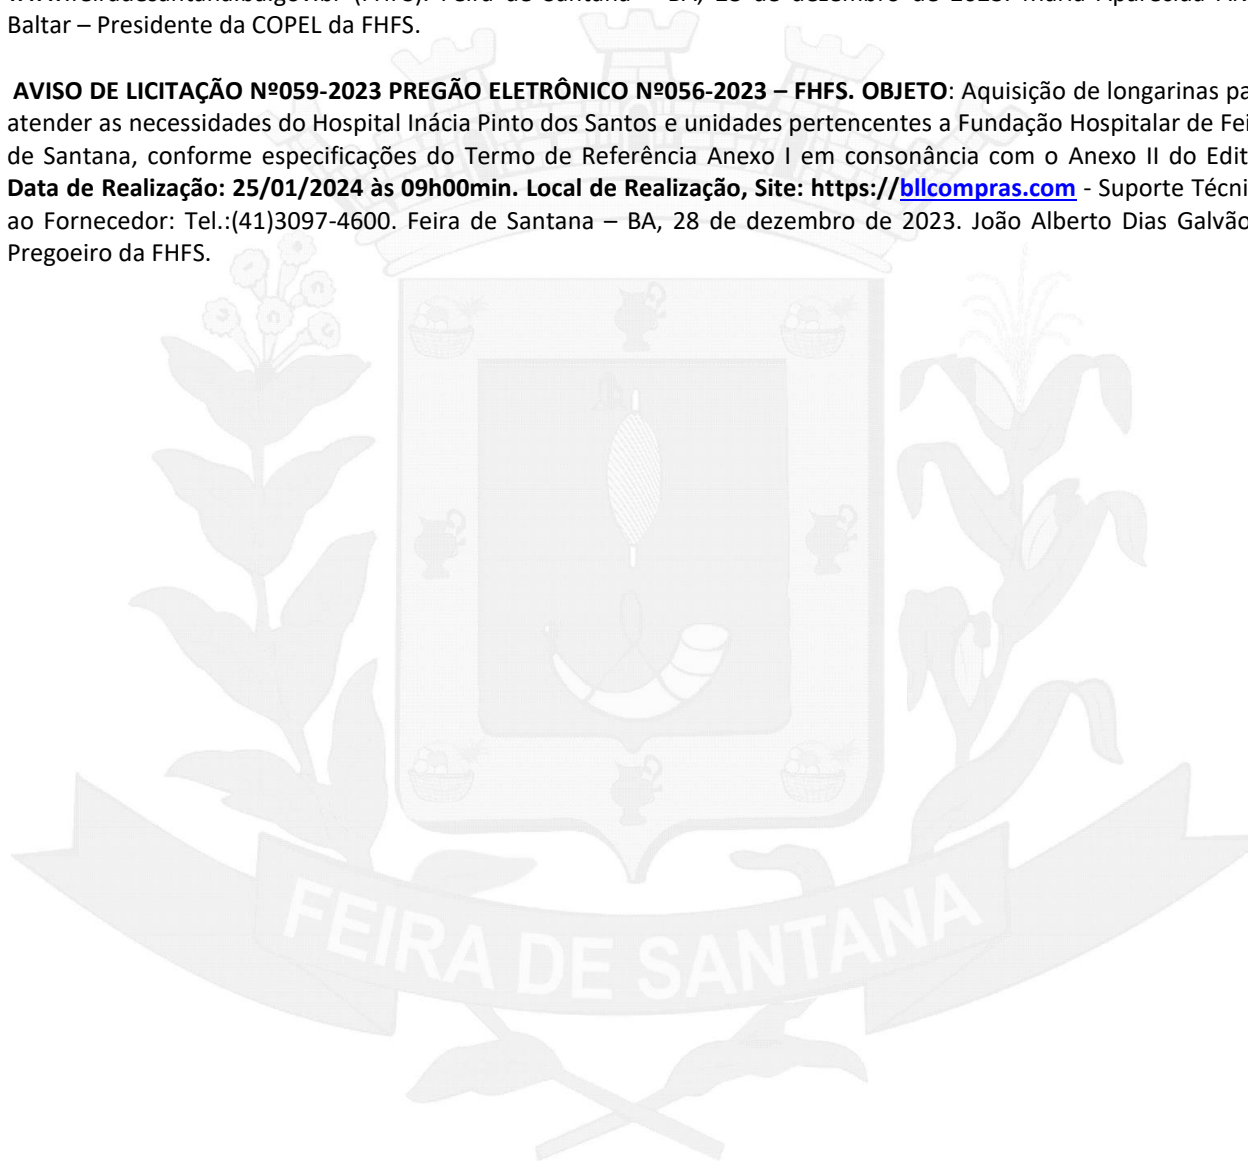 Baltar – Presidente da COPEL da FHFS.
AVISO DE LICITAÇÃO Nº059-2023 PREGÃO ELETRÔNICO Nº056-2023 – FHFS. OBJETO: Aquisição de longarinas pa
atender as necessidades do Hospital Inácia Pinto dos Santos e unidades pertencentes a Fundação Hospitalar de Fei
de Santana, conforme especificações do Termo de Referência Anexo I em consonância com o Anexo II do Edit
Data de Realização: 25/01/2024 às 09h00min. Local de Realização, Site: https://bllcompras.com - Suporte Técni
ao Fornecedor: Tel.:(41)3097-4600. Feira de Santana – BA, 28 de dezembro de 2023. João Alberto Dias Galvão
Pregoeiro da FHFS.
FEIRA DE SANTANA